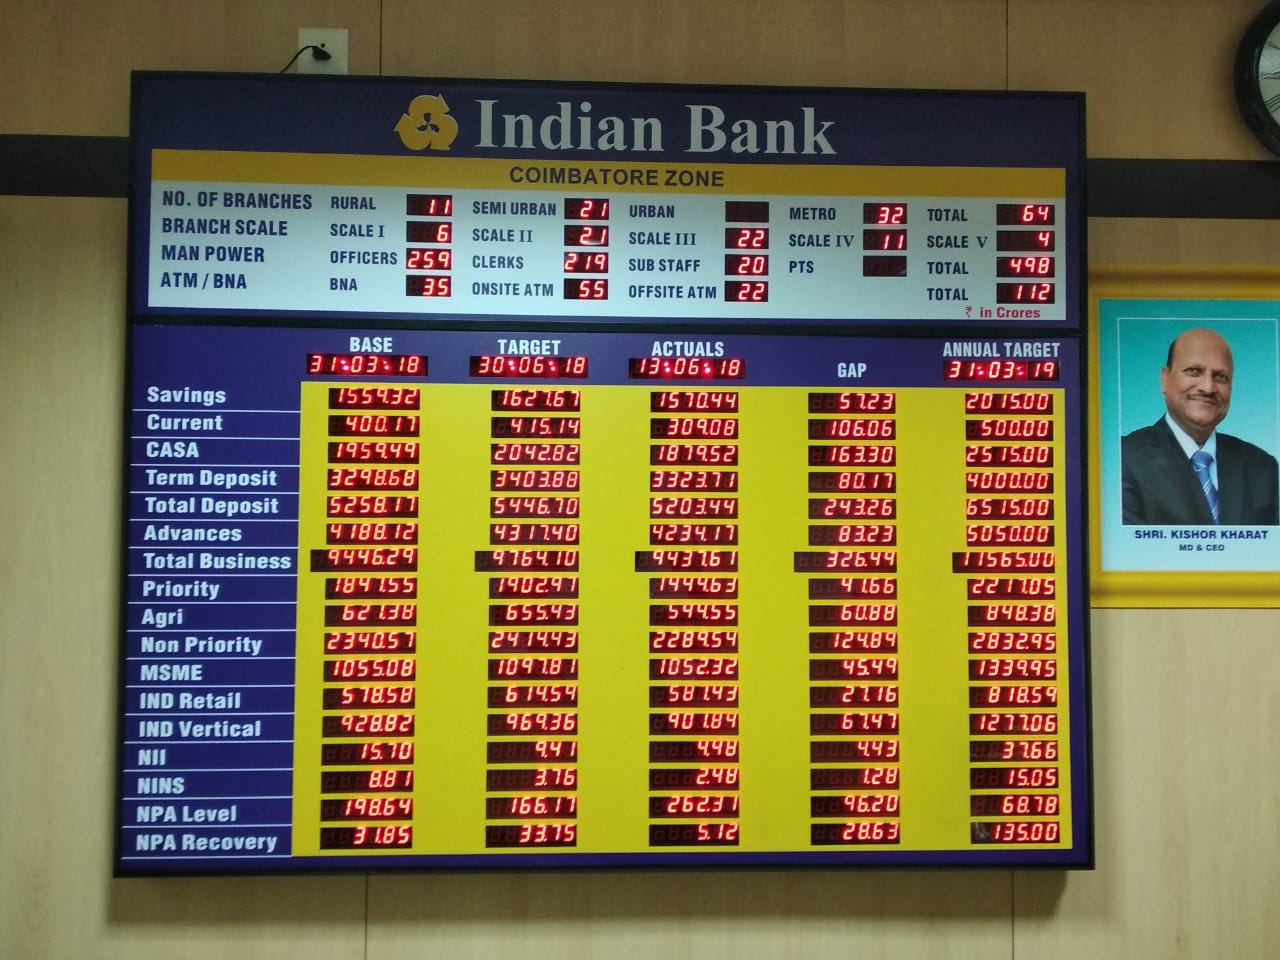 Indian Bank
COIMBATORE ZONE
NO. OF BRANCHES RURAL 11 SEMI URBAN 21 URBAN METRO 32 TOTAL 64
BRANCH SCALE SCALE I 6 SCALE II 21 SCALE III 22 SCALE IV 11 SCALE V 4
MAN POWER OFFICERS 259 CLERKS 219 SUB STAFF 20 PTS TOTAL 498
ATM / BNA BNA 35 ONSITE ATM 55 OFFSITE ATM 22 TOTAL 112
₹ in Crores
BASE TARGET ACTUALS GAP ANNUAL TARGET
31:03:18 30:06:18 13:06:18 31:03:19
Savings 1559.32 1627.67 1570.44 57.23 2015.00
Current 400.17 415.14 309.08 106.06 500.00
CASA 1959.49 2042.82 1879.52 163.30 2515.00
Term Deposit 3298.68 3403.88 3323.71 80.17 4000.00
Total Deposit 5258.17 5446.70 5203.44 243.26 6515.00
Advances 4188.12 4317.40 4234.17 83.23 5050.00
Total Business 9446.29 9764.10 9437.61 326.49 11565.00
Priority 1847.55 1902.97 1944.63 41.66 2217.05
Agri 621.38 655.43 594.55 60.88 848.38
Non Priority 2340.57 2414.43 2289.54 124.89 2832.95
MSME 1055.08 1097.81 1052.32 45.49 1339.95
IND Retail 578.58 614.59 581.43 27.16 818.59
IND Vertical 928.82 969.36 901.84 67.47 1277.06
NII 15.70 9.41 4.48 4.43 37.66
NINS 8.81 3.76 2.48 1.28 15.05
NPA Level 198.64 166.17 262.37 96.20 68.78
NPA Recovery 31.85 33.75 5.12 28.63 135.00
SHRI. KISHOR KHARAT
MD & CEO